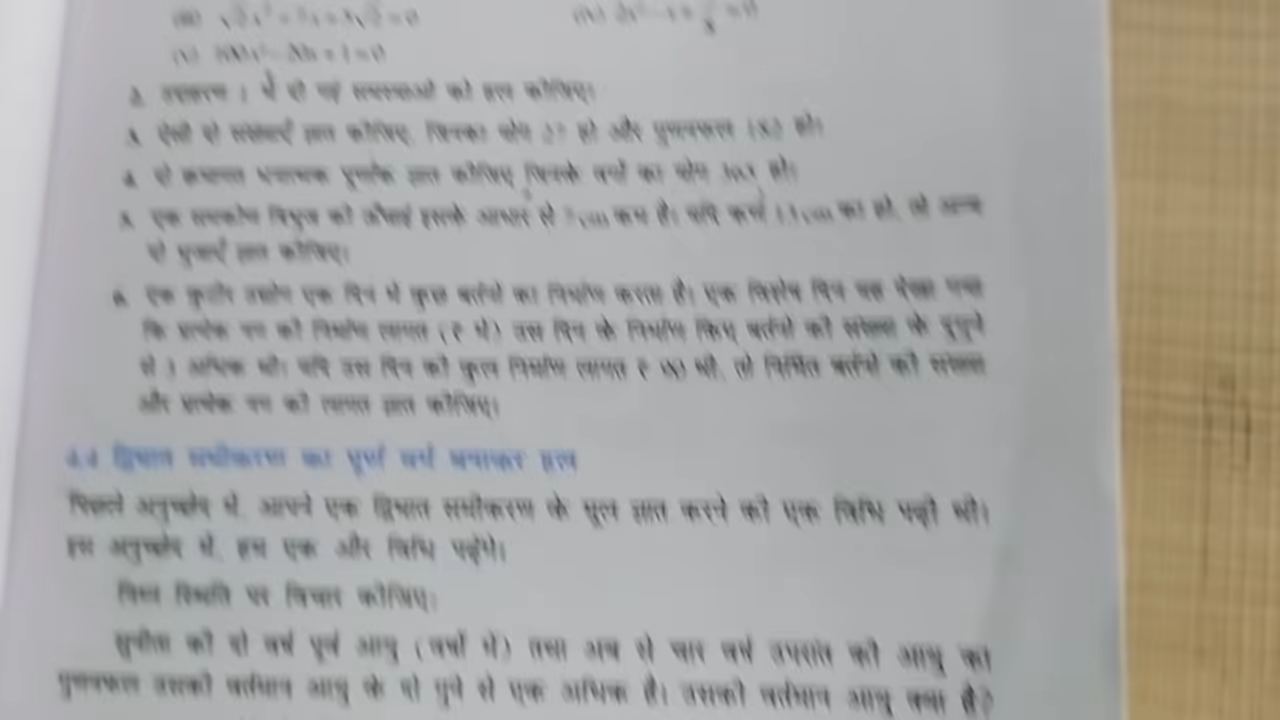 (v) 100x² – 20x + 1 = 0
2. उदाहरण 1 में दी गई समस्याओं को हल कीजिए।
3. ऐसी दो संख्याएँ ज्ञात कीजिए, जिनका योग 27 हो और गुणनफल 182 हो।
4. दो क्रमागत धनात्मक पूर्णांक ज्ञात कीजिए जिनके वर्गों का योग 365 हो।
5. एक समकोण त्रिभुज की ऊँचाई इसके आधार से 7 cm कम है। यदि कर्ण 13 cm का हो, तो अन्य
दो भुजाएँ ज्ञात कीजिए।
6. एक कुटीर उद्योग एक दिन में कुछ बर्तनों का निर्माण करता है। एक विशेष दिन यह देखा गया
कि प्रत्येक नग की निर्माण लागत (₹ में) उस दिन के निर्माण किए बर्तनों की संख्या के दुगुने
से 3 अधिक थी। यदि उस दिन की कुल निर्माण लागत ₹ 90 थी, तो निर्मित बर्तनों की संख्या
और प्रत्येक नग की लागत ज्ञात कीजिए।
4.4 द्विघात समीकरण का पूर्ण वर्ग बनाकर हल
पिछले अनुच्छेद में, आपने एक द्विघात समीकरण के मूल ज्ञात करने की एक विधि पढ़ी थी।
इस अनुच्छेद में, हम एक और विधि पढ़ेंगे।
निम्न स्थिति पर विचार कीजिए:
सुनीता की दो वर्ष पूर्व आयु (वर्षों में) तथा अब से चार वर्ष उपरांत की आयु का
गुणनफल उसकी वर्तमान आयु के दो गुने से एक अधिक है। उसकी वर्तमान आयु क्या है?